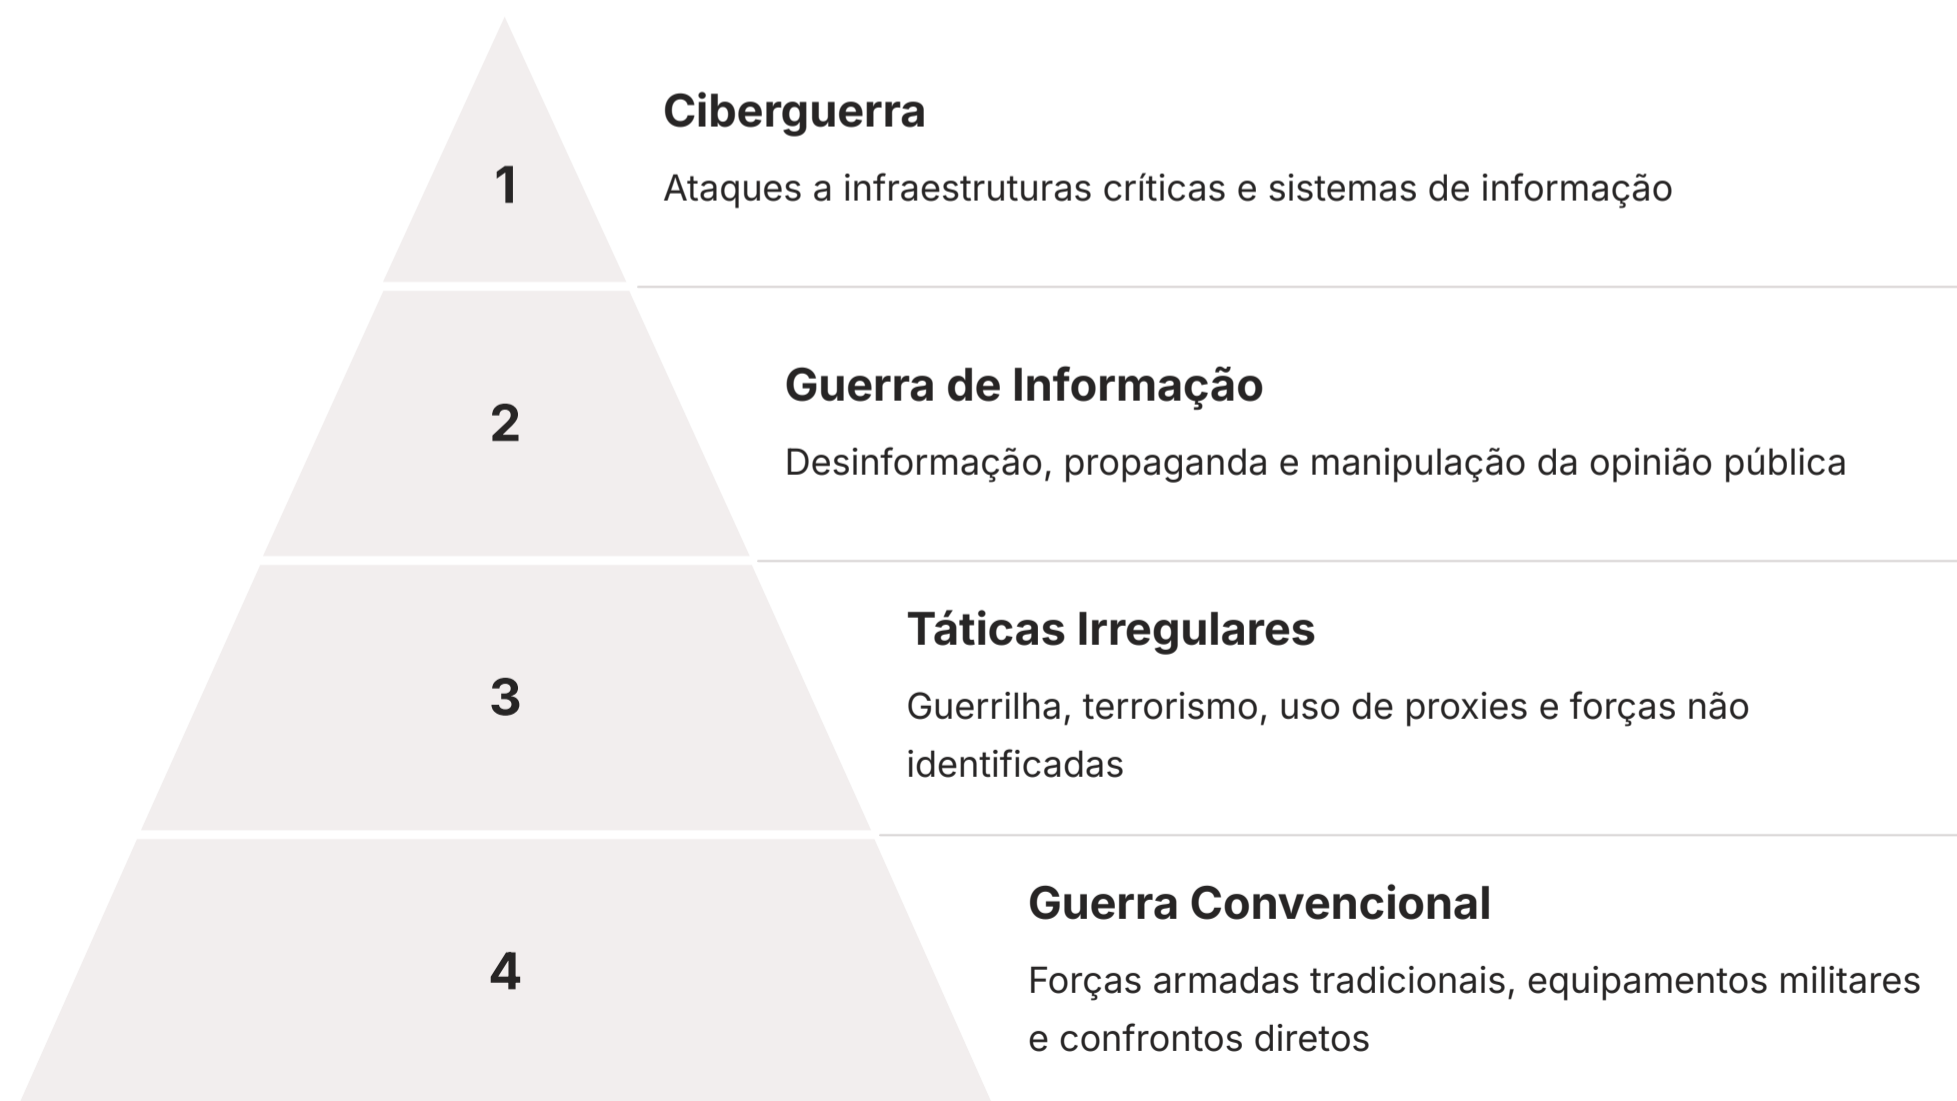 Ciberguerra
1
Ataques a infraestruturas críticas e sistemas de informação
Guerra de Informação
2
Desinformação, propaganda e manipulação da opinião pública
Táticas Irregulares
3
Guerrilha, terrorismo, uso de proxies e forças não
identificadas
Guerra Convencional
4
Forças armadas tradicionais, equipamentos militares
e confrontos diretos